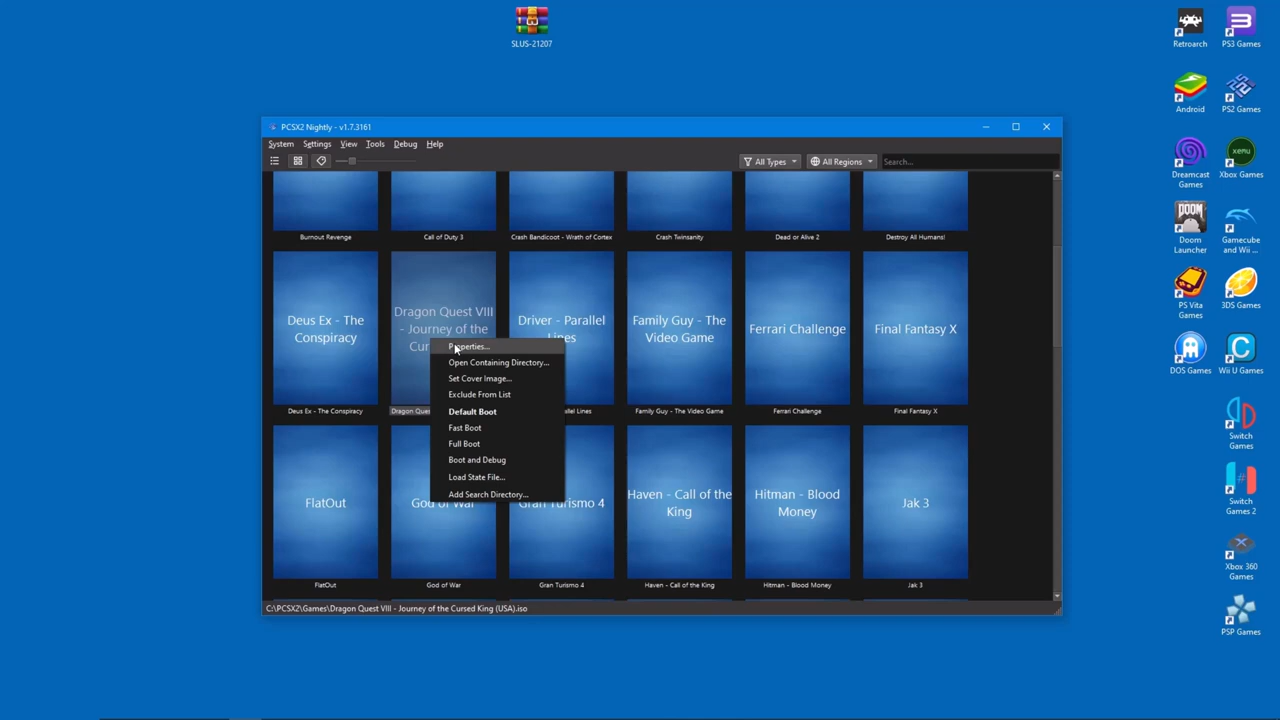 SLUS-21207
Retroarch
PS3 Games
Android
PS2 Games
Dreamcast
Games
Xbox Games
DOOM
Doom
Launcher
Gamecube
and Wii ...
PS Vita
Games
3DS Games
DOS Games
Wii U Games
Switch
Games
Switch
Games 2
Xbox 360
Games
PSP Games
PCSX2 Nightly - v1.7.3161
System Settings View Tools Debug Help
All Types All Regions Search...
Burnout Revenge
Call of Duty 3
Crash Bandicoot - Wrath of Cortex
Crash Twinsanity
Dead or Alive 2
Destroy All Humans!
Deus Ex - The
Conspiracy
Dragon Quest VIII
- Journey of the
Driver - Parallel
Lines
Family Guy - The
Video Game
Ferrari Challenge
Final Fantasy X
Properties...
Open Containing Directory...
Set Cover Image...
Exclude From List
Default Boot
Fast Boot
Full Boot
Boot and Debug
Load State File...
Add Search Directory...
Deus Ex - The Conspiracy
Dragon Ques
llel Lines
Family Guy - The Video Game
Ferrari Challenge
Final Fantasy X
FlatOut
God of War
Gran Turismo 4
Haven - Call of the
King
Hitman - Blood
Money
Jak 3
FlatOut
God of War
Gran Turismo 4
Haven - Call of the King
Hitman - Blood Money
Jak 3
C:\PCSX2\Games\Dragon Quest VIII - Journey of the Cursed King (USA).iso